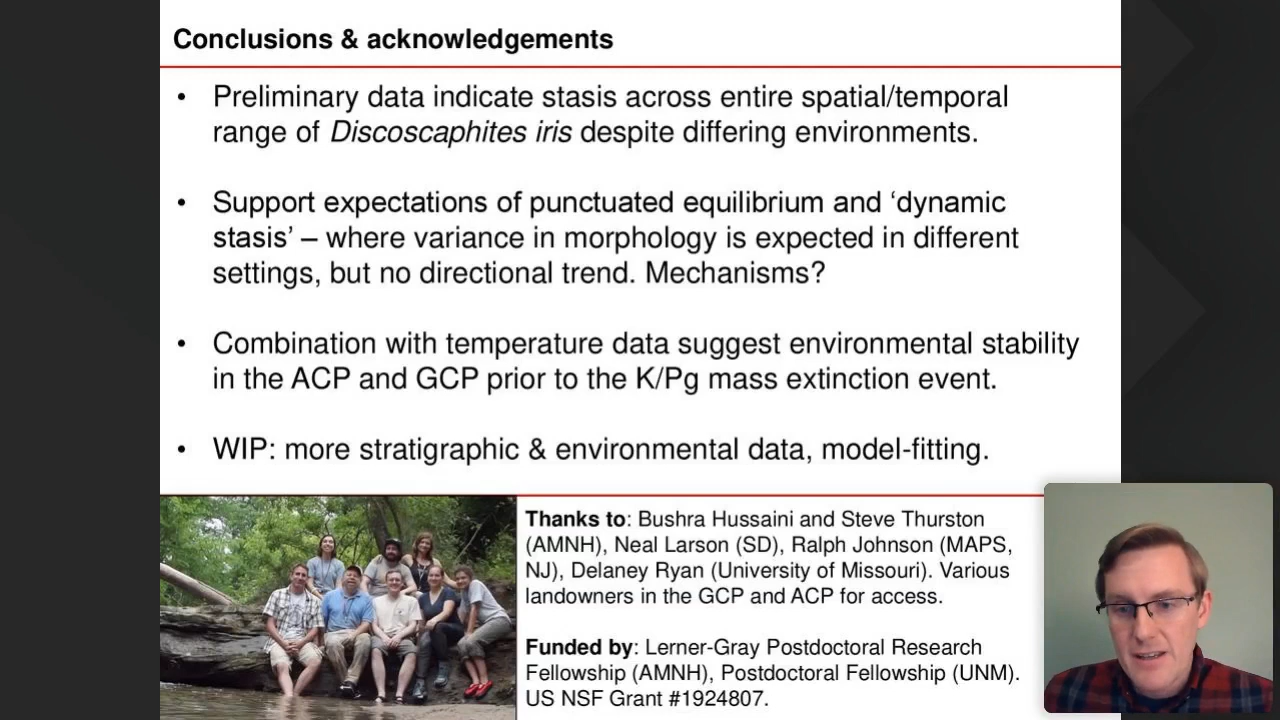 Conclusions & acknowledgements
• Preliminary data indicate stasis across entire spatial/temporal
range of Discoscaphites iris despite differing environments.
• Support expectations of punctuated equilibrium and ‘dynamic
stasis’ – where variance in morphology is expected in different
settings, but no directional trend. Mechanisms?
• Combination with temperature data suggest environmental stability
in the ACP and GCP prior to the K/Pg mass extinction event.
• WIP: more stratigraphic & environmental data, model-fitting.
Thanks to: Bushra Hussaini and Steve Thurston
(AMNH), Neal Larson (SD), Ralph Johnson (MAPS,
NJ), Delaney Ryan (University of Missouri). Various
landowners in the GCP and ACP for access.
Funded by: Lerner-Gray Postdoctoral Research
Fellowship (AMNH), Postdoctoral Fellowship (UNM).
US NSF Grant #1924807.